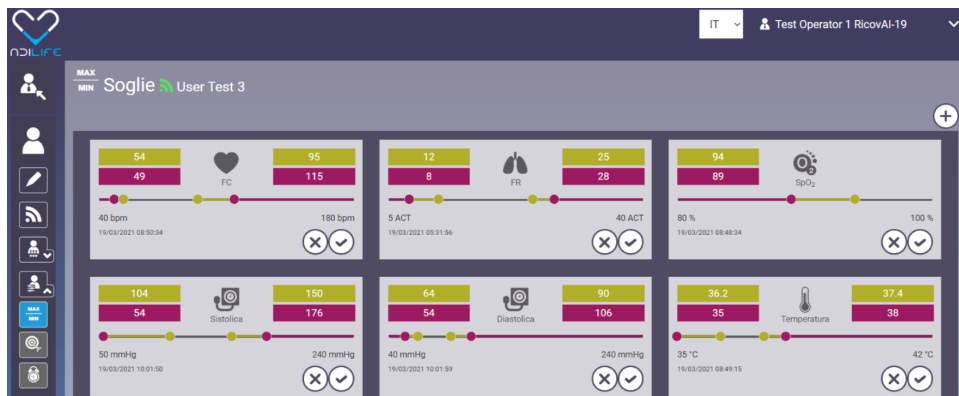 IT
Test Operator 1 RicovAI-19
ADILIFE
MAX
MIN
Soglie User Test 3
54 95
49 115
FC
40 bpm 180 bpm
19/03/2021 08:50:34
12 25
8 28
FR
5 ACT 40 ACT
19/03/2021 05:31:56
94
89
O2
SpO2
80 % 100 %
19/03/2021 08:48:34
104 150
54 176
Sistolica
50 mmHg 240 mmHg
19/03/2021 10:01:50
64 90
54 106
Diastolica
40 mmHg 240 mmHg
19/03/2021 10:01:59
36.2 37.4
35 38
Temperatura
35 °C 42 °C
19/03/2021 08:49:15
MAX
MIN